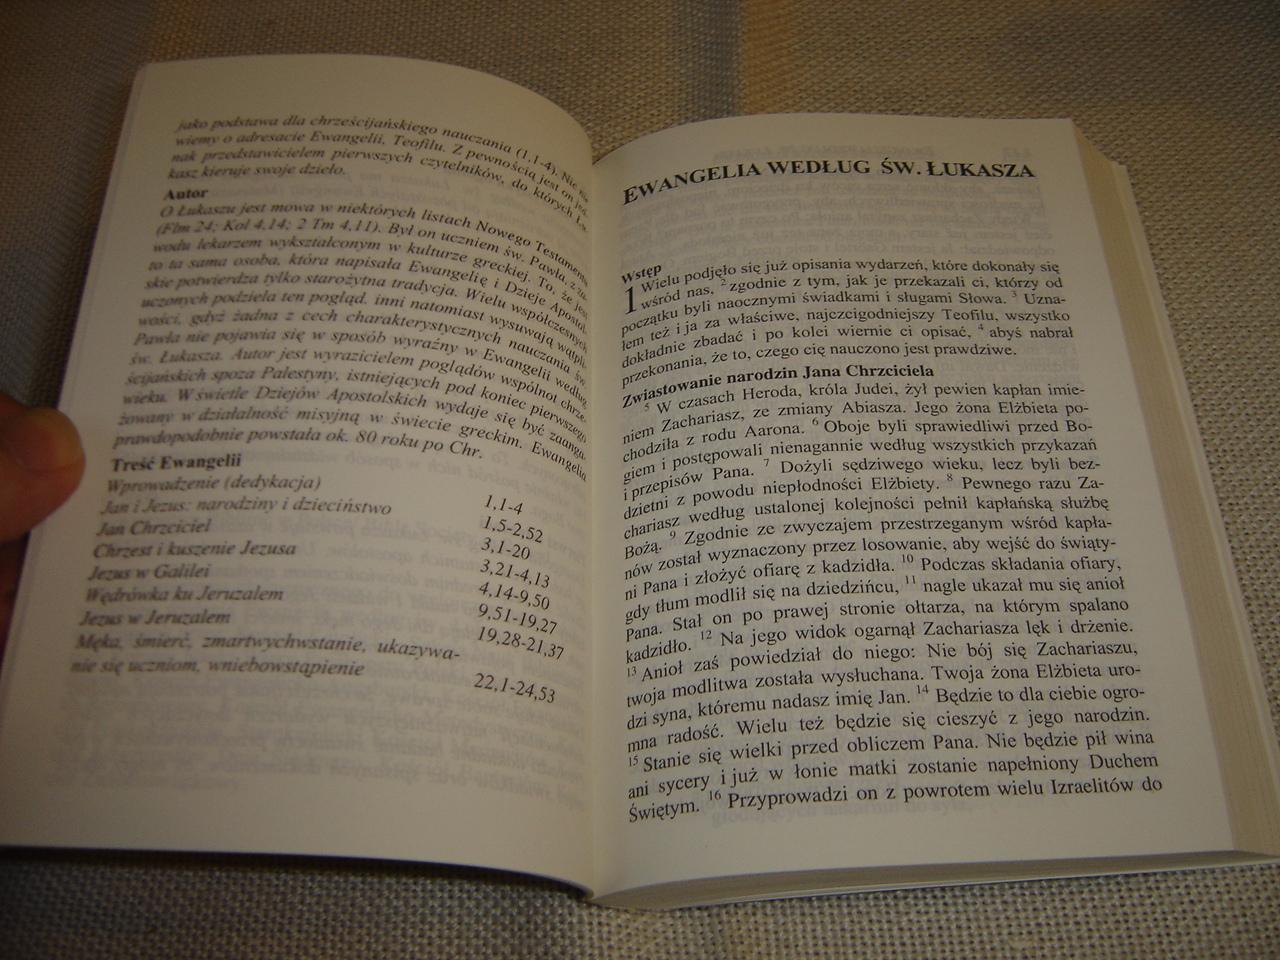 jako podstawa dla chrześcijańskiego nauczania (1,1-4). Nic nie
wiemy o adresacie Ewangelii, Teofilu. Z pewnością jest on jed-
nak przedstawicielem pierwszych czytelników, do których Łu-
kasz kieruje swoje dzieło.
Autor
O Łukaszu jest mowa w niektórych listach Nowego Testamentu
(Flm 24; Kol 4,14; 2 Tm 4,11). Był on uczniem św. Pawła, z za-
wodu lekarzem wykształconym w kulturze greckiej. To, że jest
to ta sama osoba, która napisała Ewangelię i Dzieje Apostol-
skie potwierdza tylko starożytna tradycja. Wielu współczesnych
uczonych podziela ten pogląd, inni natomiast wysuwają wątpli-
wości, gdyż żadna z cech charakterystycznych nauczania św.
Pawła nie pojawia się w sposób wyraźny w Ewangelii według
św. Łukasza. Autor jest wyrazicielem poglądów wspólnot chrze-
ścijańskich spoza Palestyny, istniejących pod koniec pierwszego
wieku. W świetle Dziejów Apostolskich wydaje się być zaanga-
żowany w działalność misyjną w świecie greckim. Ewangelia
prawdopodobnie powstała ok. 80 roku po Chr.
Treść Ewangelii
Wprowadzenie (dedykacja) 1,1-4
Jan i Jezus: narodziny i dzieciństwo 1,5-2,52
Jan Chrzciciel 3,1-20
Chrzest i kuszenie Jezusa 3,21-4,13
Jezus w Galilei 4,14-9,50
Wędrówka ku Jeruzalem 9,51-19,27
Jezus w Jeruzalem 19,28-21,37
Męka, śmierć, zmartwychwstanie, ukazywa-
nie się uczniom, wniebowstąpienie 22,1-24,53
EWANGELIA WEDŁUG ŚW. ŁUKASZA
Wstęp
1 Wielu podjęło się już opisania wydarzeń, które dokonały się
wśród nas, 2 zgodnie z tym, jak je przekazali ci, którzy od
początku byli naocznymi świadkami i sługami Słowa. 3 Uzna-
łem też i ja za właściwe, najczcigodniejszy Teofilu, wszystko
dokładnie zbadać i po kolei wiernie ci opisać, 4 abyś nabrał
przekonania, że to, czego cię nauczono jest prawdziwe.
Zwiastowanie narodzin Jana Chrzciciela
5 W czasach Heroda, króla Judei, żył pewien kapłan imie-
niem Zachariasz, ze zmiany Abiasza. Jego żona Elżbieta po-
chodziła z rodu Aarona. 6 Oboje byli sprawiedliwi przed Bo-
giem i postępowali nienagannie według wszystkich przykazań
i przepisów Pana. 7 Dożyli sędziwego wieku, lecz byli bez-
dzietni z powodu niepłodności Elżbiety. 8 Pewnego razu Za-
chariasz według ustalonej kolejności pełnił kapłańską służbę
Bożą. 9 Zgodnie ze zwyczajem przestrzeganym wśród kapła-
nów został wyznaczony przez losowanie, aby wejść do świąty-
ni Pana i złożyć ofiarę z kadzidła. 10 Podczas składania ofiary,
gdy tłum modlił się na dziedzińcu, 11 nagle ukazał mu się anioł
Pana. Stał on po prawej stronie ołtarza, na którym spalano
kadzidło. 12 Na jego widok ogarnął Zachariasza lęk i drżenie.
13 Anioł zaś powiedział do niego: Nie bój się Zachariaszu,
twoja modlitwa została wysłuchana. Twoja żona Elżbieta uro-
dzi syna, któremu nadasz imię Jan. 14 Będzie to dla ciebie ogro-
mna radość. Wielu też będzie się cieszyć z jego narodzin.
15 Stanie się wielki przed obliczem Pana. Nie będzie pił wina
ani sycery i już w łonie matki zostanie napełniony Duchem
Świętym. 16 Przyprowadzi on z powrotem wielu Izraelitów do